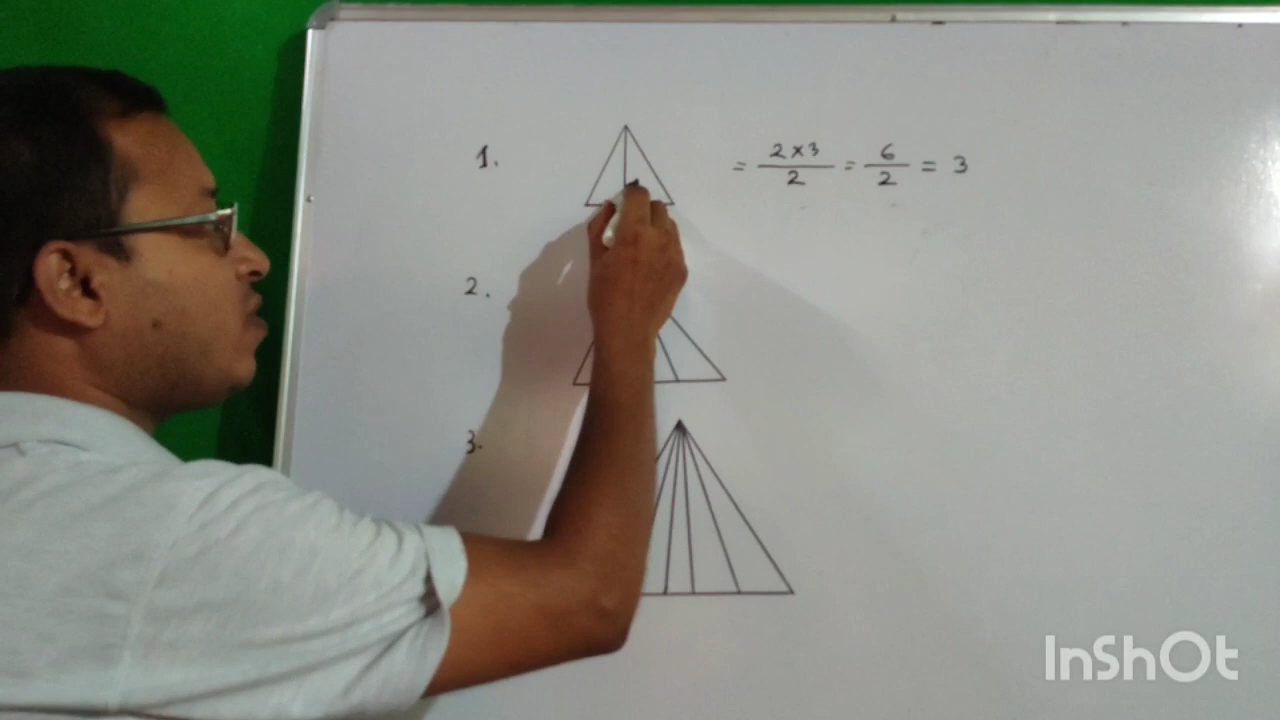 1. = 2×3/2 = 6/2 = 3
2.
3.
InShOt